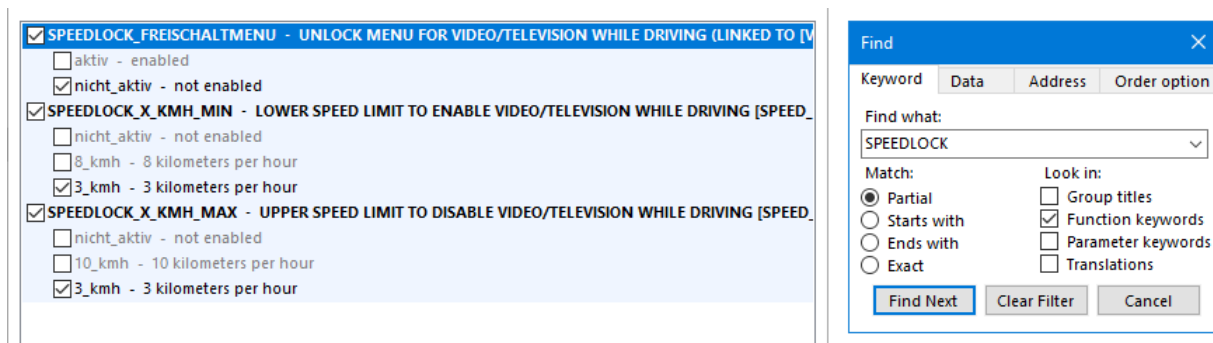 SPEEDLOCK_FREISCHALTMENU - UNLOCK MENU FOR VIDEO/TELEVISION WHILE DRIVING (LINKED TO [V
aktiv - enabled
nicht_aktiv - not enabled
SPEEDLOCK_X_KMH_MIN - LOWER SPEED LIMIT TO ENABLE VIDEO/TELEVISION WHILE DRIVING [SPEED_
nicht_aktiv - not enabled
8_kmh - 8 kilometers per hour
3_kmh - 3 kilometers per hour
SPEEDLOCK_X_KMH_MAX - UPPER SPEED LIMIT TO DISABLE VIDEO/TELEVISION WHILE DRIVING [SPEED_
nicht_aktiv - not enabled
10_kmh - 10 kilometers per hour
3_kmh - 3 kilometers per hour
Find
Keyword Data Address Order option
Find what:
SPEEDLOCK
Match: Look in:
Partial Group titles
Starts with Function keywords
Ends with Parameter keywords
Exact Translations
Find Next Clear Filter Cancel